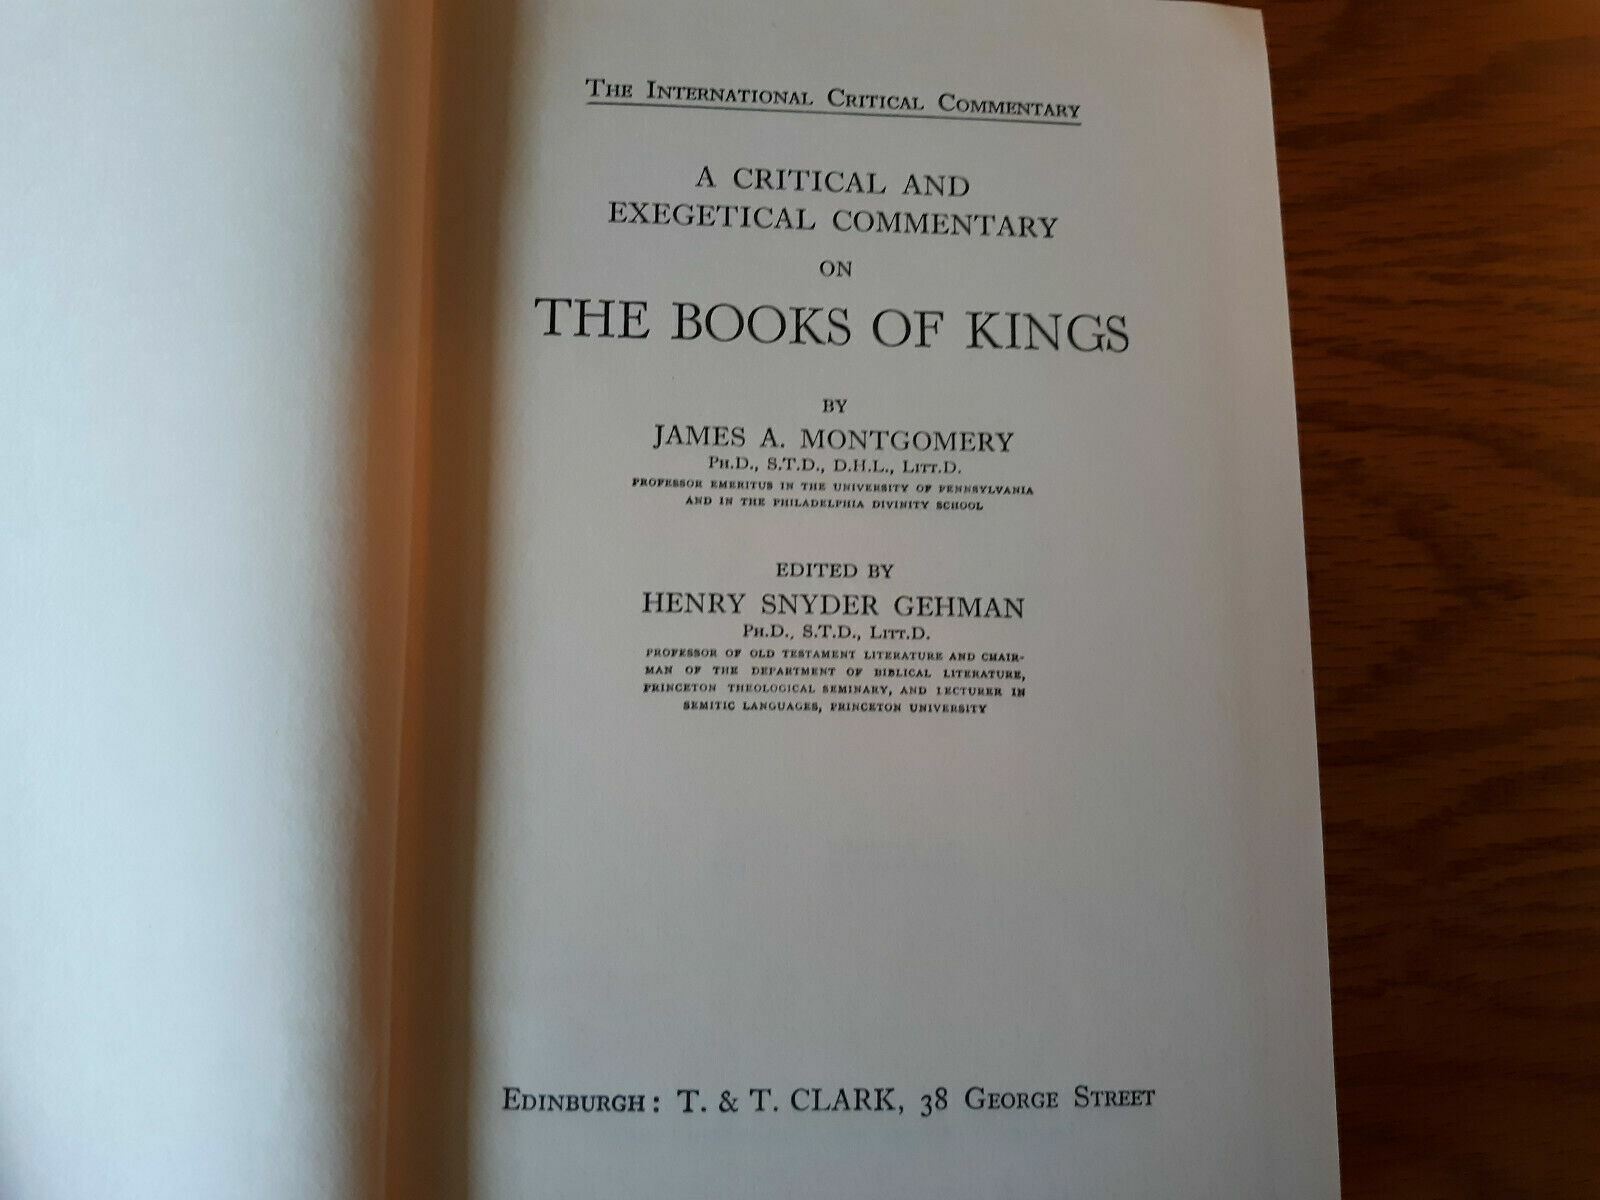 THE INTERNATIONAL CRITICAL COMMENTARY
A CRITICAL AND
EXEGETICAL COMMENTARY
ON
THE BOOKS OF KINGS
BY
JAMES A. MONTGOMERY
PH.D., S.T.D., D.H.L., LITT.D.
PROFESSOR EMERITUS IN THE UNIVERSITY OF PENNSYLVANIA
AND IN THE PHILADELPHIA DIVINITY SCHOOL
EDITED BY
HENRY SNYDER GEHMAN
PH.D., S.T.D., LITT.D.
PROFESSOR OF OLD TESTAMENT LITERATURE AND CHAIR-
MAN OF THE DEPARTMENT OF BIBLICAL LITERATURE,
PRINCETON THEOLOGICAL SEMINARY, AND LECTURER IN
SEMITIC LANGUAGES, PRINCETON UNIVERSITY
EDINBURGH: T. & T. CLARK, 38 GEORGE STREET